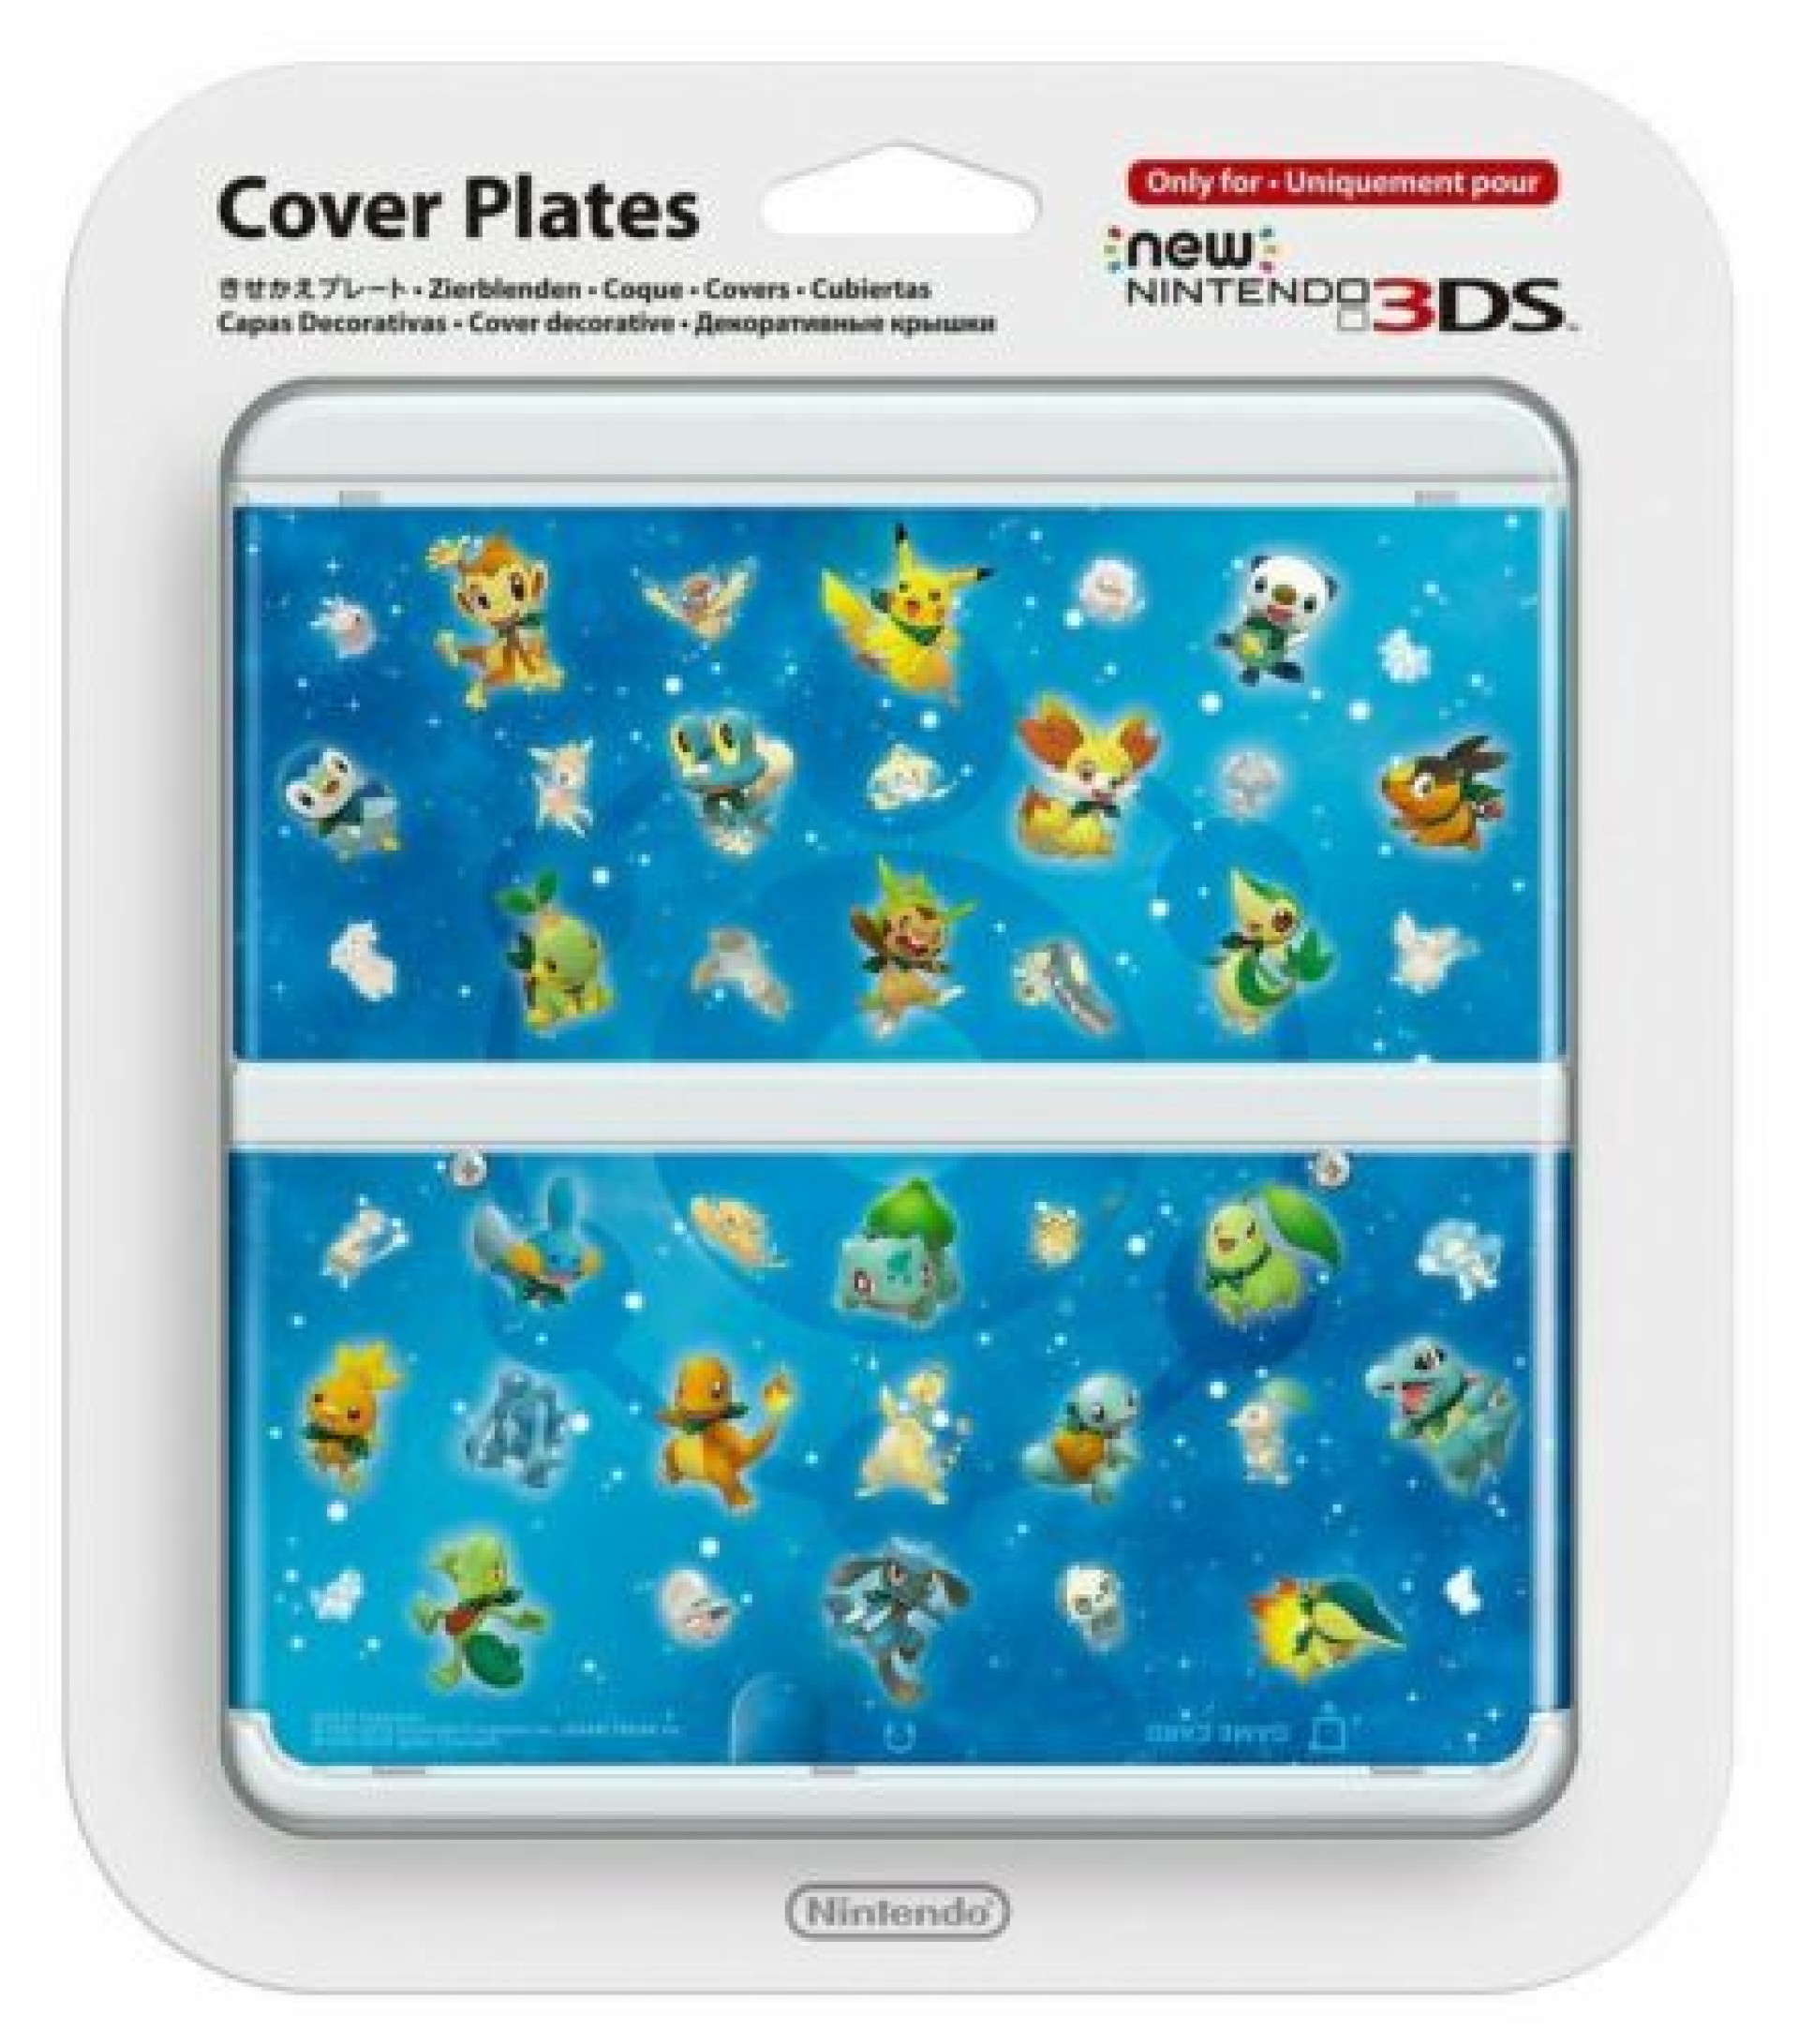 Cover Plates
Only for • Uniquement pour
new
NINTENDO 3DS™
きせかえプレート • Zierblenden • Coque • Covers • Cubiertas
Capas Decorativas • Cover decorative • Декоративные крышки
GAME CARD
Nintendo